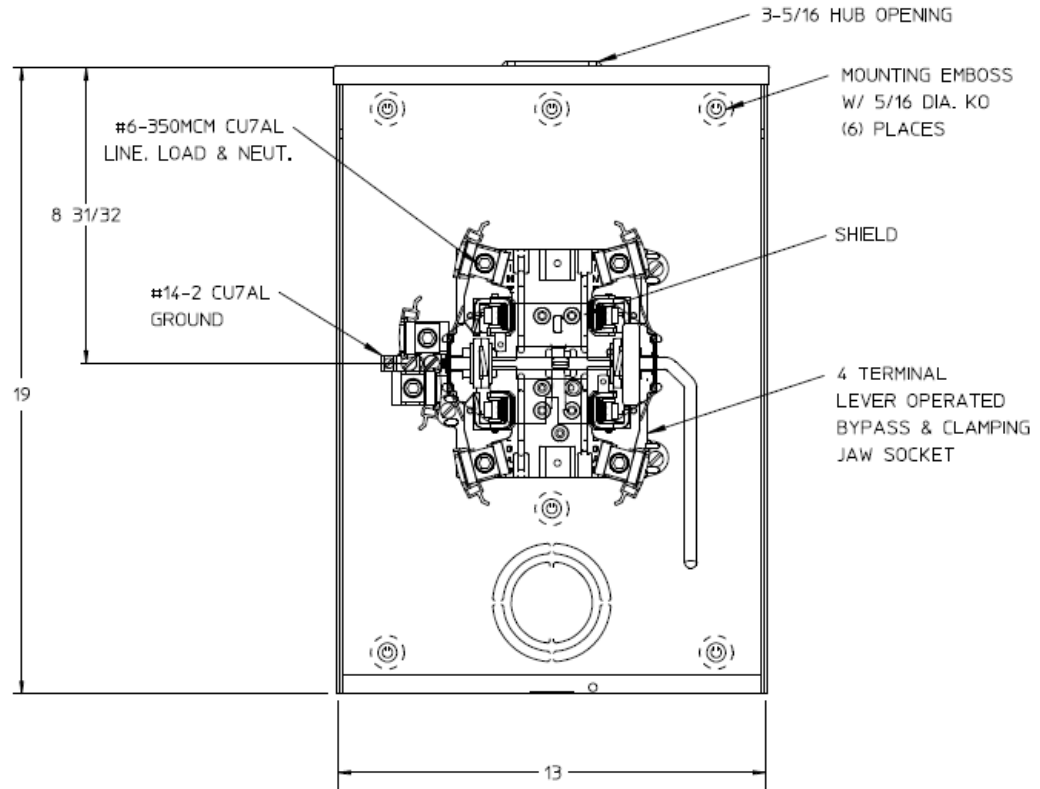 3-5/16 HUB OPENING
MOUNTING EMBOSS
W/ 5/16 DIA. KO
(6) PLACES
#6-350MCM CU7AL
LINE. LOAD & NEUT.
8 31/32
SHIELD
#14-2 CU7AL
GROUND
19
4 TERMINAL
LEVER OPERATED
BYPASS & CLAMPING
JAW SOCKET
13